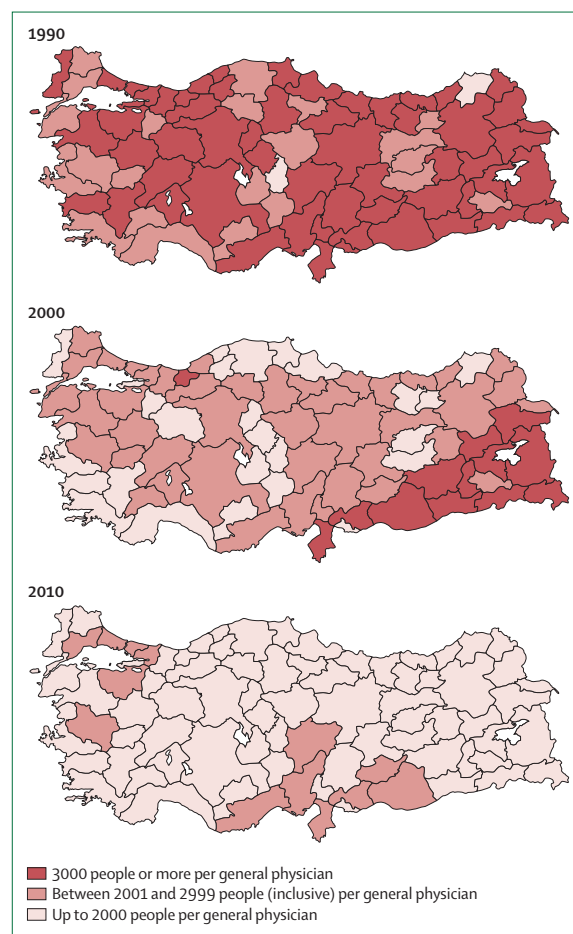 1990
2000
2010
3000 people or more per general physician
Between 2001 and 2999 people (inclusive) per general physician
Up to 2000 people per general physician